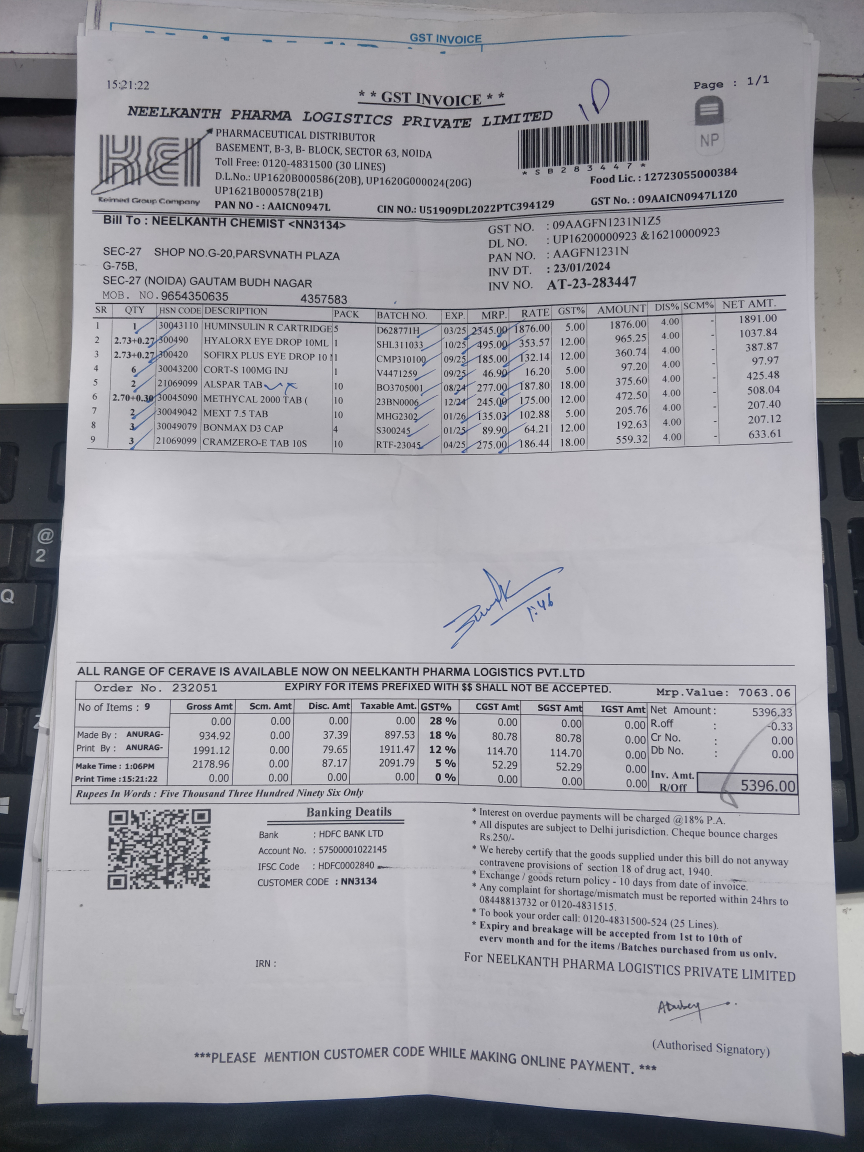 GST INVOICE
15:21:22
* * GST INVOICE * *
Page : 1/1
NEELKANTH PHARMA LOGISTICS PRIVATE LIMITED
KEI
Keimed Group Company
PHARMACEUTICAL DISTRIBUTOR
BASEMENT, B-3, B- BLOCK, SECTOR 63, NOIDA
Toll Free: 0120-4831500 (30 LINES)
D.L.No.: UP1620B000586(20B), UP1620G000024(20G)
UP1621B000578(21B)
PAN NO - : AAICN0947L
CIN NO.: U51909DL2022PTC394129
*SB283447*
NP
Food Lic. : 12723055000384
GST No. : 09AAICN0947L1Z0
Bill To : NEELKANTH CHEMIST <NN3134>
SEC-27 SHOP NO.G-20,PARSVNATH PLAZA
G-75B,
SEC-27 (NOIDA) GAUTAM BUDH NAGAR
MOB. NO.9654350635 4357583
GST NO. : 09AAGFN1231N1Z5
DL NO. : UP16200000923 &16210000923
PAN NO. : AAGFN1231N
INV DT. : 23/01/2024
INV NO. AT-23-283447
SR QTY HSN CODE DESCRIPTION PACK BATCH NO. EXP. MRP. RATE GST% AMOUNT DIS% SCM% NET AMT.
1 1 30043110 HUMINSULIN R CARTRIDGE 5 D628771H 03/25 2345.00 1876.00 5.00 1876.00 4.00 - 1891.00
2 2.73+0.27 300490 HYALORX EYE DROP 10ML 1 SHL311033 10/25 495.00 353.57 12.00 965.25 4.00 - 1037.84
3 2.73+0.27 300420 SOFIRX PLUS EYE DROP 10 1 CMP310100 09/25 185.00 132.14 12.00 360.74 4.00 - 387.87
4 6 30043200 CORT-S 100MG INJ 1 V4471259 09/25 46.90 16.20 5.00 97.20 4.00 - 97.97
5 2 21069099 ALSPAR TAB 10 BO3705001 08/24 277.00 187.80 18.00 375.60 4.00 - 425.48
6 2.70+0.30 30045090 METHYCAL 2000 TAB ( 10 23BN0006 12/24 245.00 175.00 12.00 472.50 4.00 - 508.04
7 2 30049042 MEXT 7.5 TAB 10 MHG2302 01/26 135.03 102.88 5.00 205.76 4.00 - 207.40
8 3 30049079 BONMAX D3 CAP 4 S300245 01/25 89.90 64.21 12.00 192.63 4.00 - 207.12
9 3 21069099 CRAMZERO-E TAB 10S 10 RTF-23045 04/25 275.00 186.44 18.00 559.32 4.00 - 633.61
ALL RANGE OF CERAVE IS AVAILABLE NOW ON NEELKANTH PHARMA LOGISTICS PVT.LTD
Order No. 232051 EXPIRY FOR ITEMS PREFIXED WITH $$ SHALL NOT BE ACCEPTED. Mrp.Value: 7063.06
No of Items : 9
Made By : ANURAG-
Print By : ANURAG-
Make Time : 1:06PM
Print Time :15:21:22
Gross Amt Scm. Amt Disc. Amt Taxable Amt. GST% CGST Amt SGST Amt IGST Amt
0.00 0.00 0.00 0.00 28 % 0.00 0.00 0.00
934.92 0.00 37.39 897.53 18 % 80.78 80.78 0.00
1991.12 0.00 79.65 1911.47 12 % 114.70 114.70 0.00
2178.96 0.00 87.17 2091.79 5 % 52.29 52.29 0.00
0.00 0.00 0.00 0.00 0 % 0.00 0.00 0.00
Net Amount: 5396.33
R.off : -0.33
Cr No. : 0.00
Db No. : 0.00
Inv. Amt. R/Off 5396.00
Rupees In Words : Five Thousand Three Hundred Ninety Six Only
Banking Deatils
Bank : HDFC BANK LTD
Account No. : 57500001022145
IFSC Code : HDFC0002840
CUSTOMER CODE : NN3134
IRN :
* Interest on overdue payments will be charged @18% P.A.
* All disputes are subject to Delhi jurisdiction. Cheque bounce charges
Rs.250/-
* We hereby certify that the goods supplied under this bill do not anyway
contravene provisions of section 18 of drug act, 1940.
* Exchange / goods return policy - 10 days from date of invoice.
* Any complaint for shortage/mismatch must be reported within 24hrs to
08448813732 or 0120-4831515.
* To book your order call: 0120-4831500-524 (25 Lines).
* Expiry and breakage will be accepted from 1st to 10th of
every month and for the items /Batches purchased from us only.
For NEELKANTH PHARMA LOGISTICS PRIVATE LIMITED
(Authorised Signatory)
***PLEASE MENTION CUSTOMER CODE WHILE MAKING ONLINE PAYMENT. ***
@
2
Q